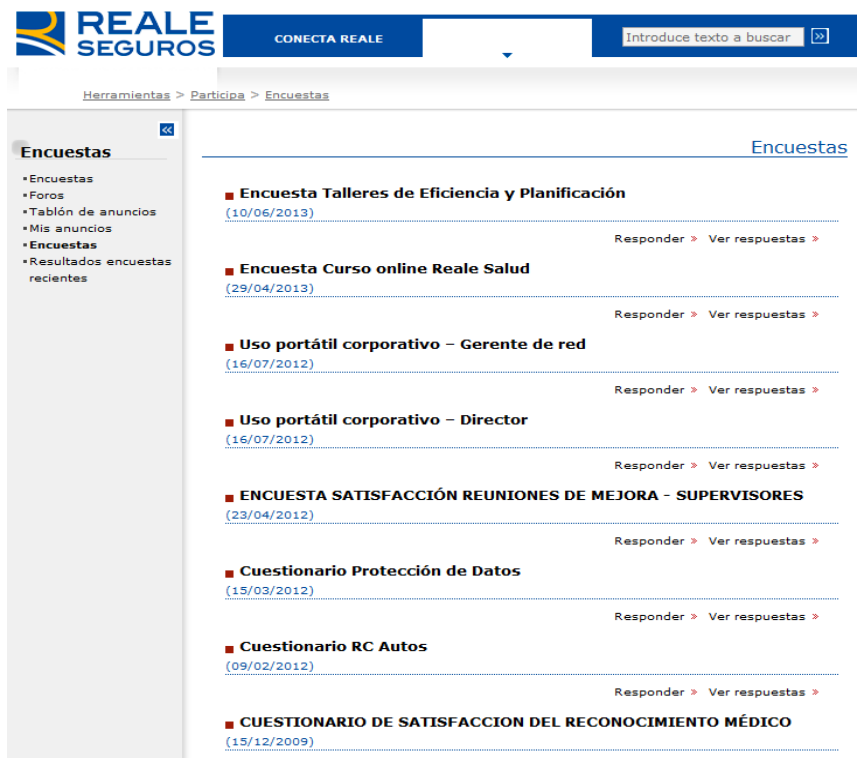 REALE
SEGUROS
CONECTA REALE
Introduce texto a buscar
Herramientas > Participa > Encuestas
Encuestas
Encuestas
Foros
Tablón de anuncios
Mis anuncios
Encuestas
Resultados encuestas
recientes
Encuestas
Encuesta Talleres de Eficiencia y Planificación
(10/06/2013)
Responder » Ver respuestas »
Encuesta Curso online Reale Salud
(29/04/2013)
Responder » Ver respuestas »
Uso portátil corporativo – Gerente de red
(16/07/2012)
Responder » Ver respuestas »
Uso portátil corporativo – Director
(16/07/2012)
Responder » Ver respuestas »
ENCUESTA SATISFACCIÓN REUNIONES DE MEJORA - SUPERVISORES
(23/04/2012)
Responder » Ver respuestas »
Cuestionario Protección de Datos
(15/03/2012)
Responder » Ver respuestas »
Cuestionario RC Autos
(09/02/2012)
Responder » Ver respuestas »
CUESTIONARIO DE SATISFACCION DEL RECONOCIMIENTO MÉDICO
(15/12/2009)